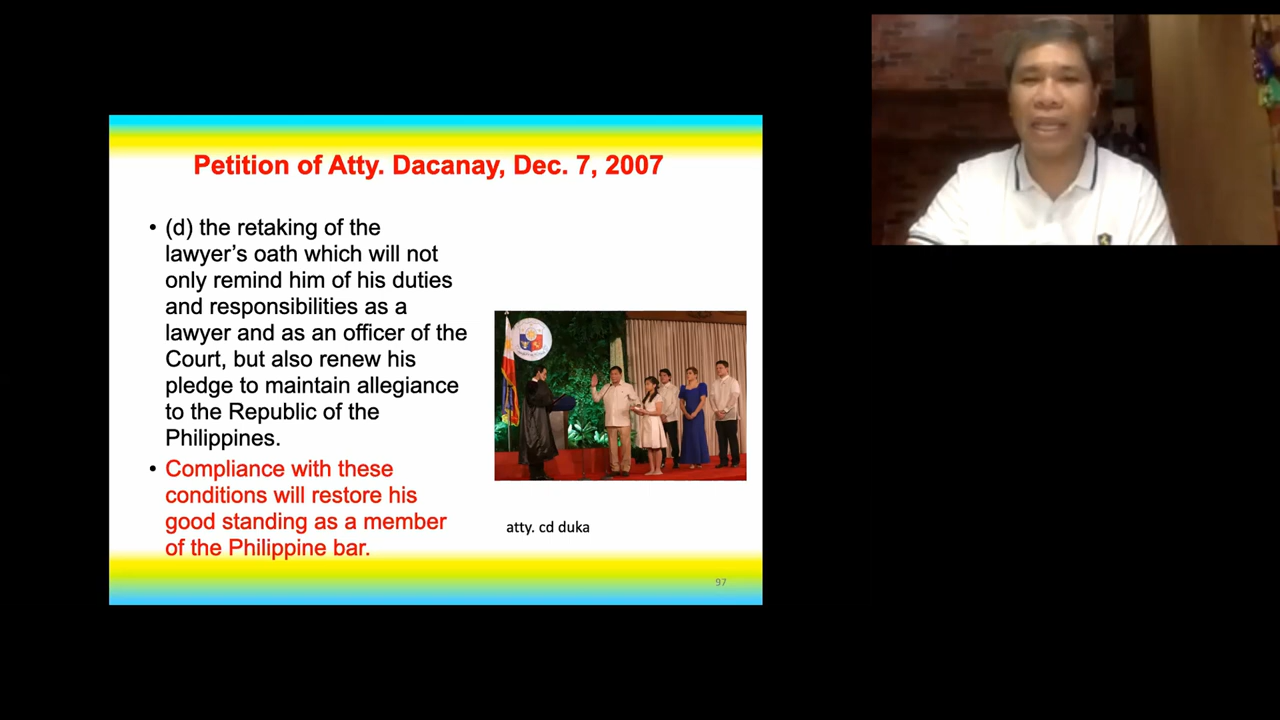 Petition of Atty. Dacanay, Dec. 7, 2007
• (d) the retaking of the
lawyer’s oath which will not
only remind him of his duties
and responsibilities as a
lawyer and as an officer of the
Court, but also renew his
pledge to maintain allegiance
to the Republic of the
Philippines.
• Compliance with these
conditions will restore his
good standing as a member
of the Philippine bar.
atty. cd duka
97